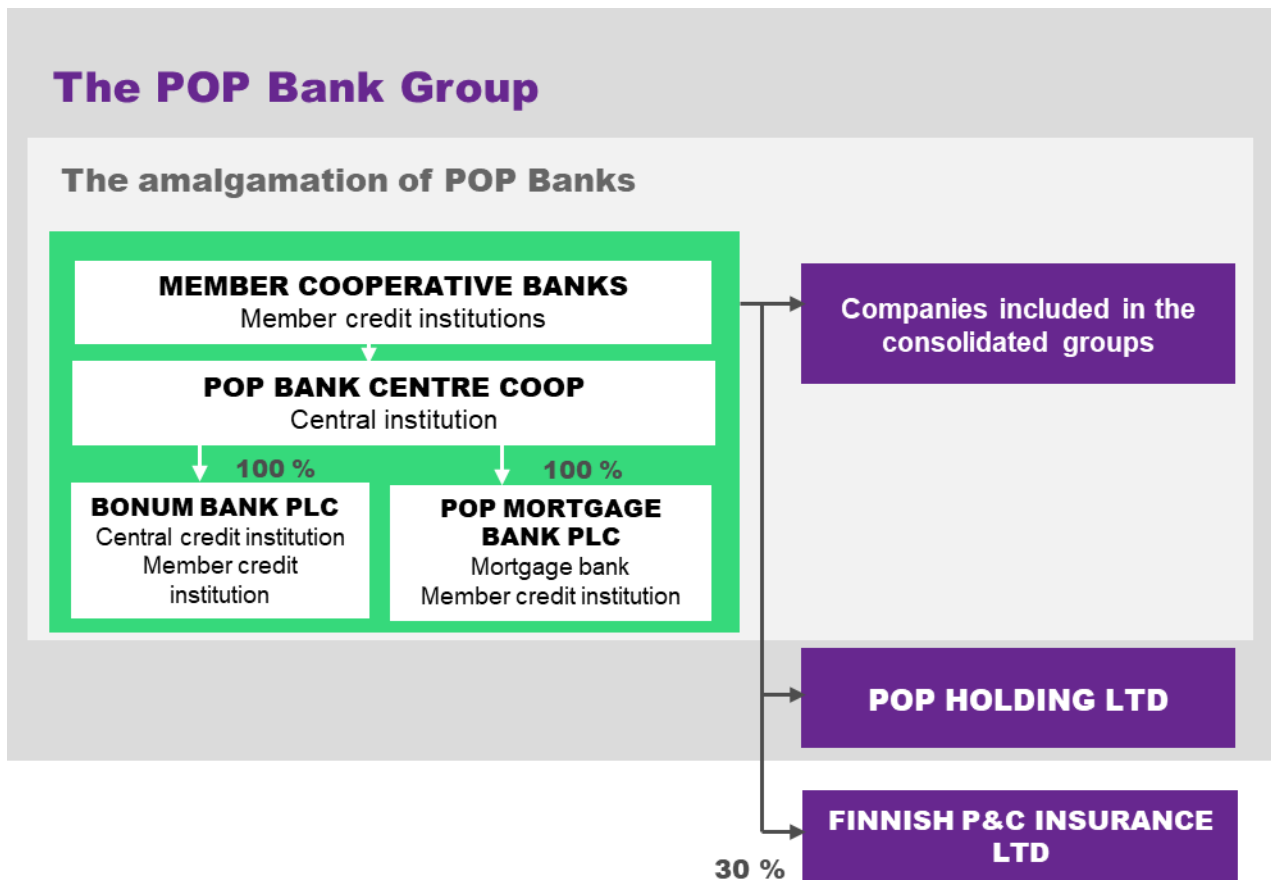 The POP Bank Group
The amalgamation of POP Banks
MEMBER COOPERATIVE BANKS
Member credit institutions
POP BANK CENTRE COOP
Central institution
100 %
100 %
BONUM BANK PLC
Central credit institution
Member credit
institution
POP MORTGAGE
BANK PLC
Mortgage bank
Member credit institution
Companies included in the
consolidated groups
POP HOLDING LTD
FINNISH P&C INSURANCE
LTD
30 %